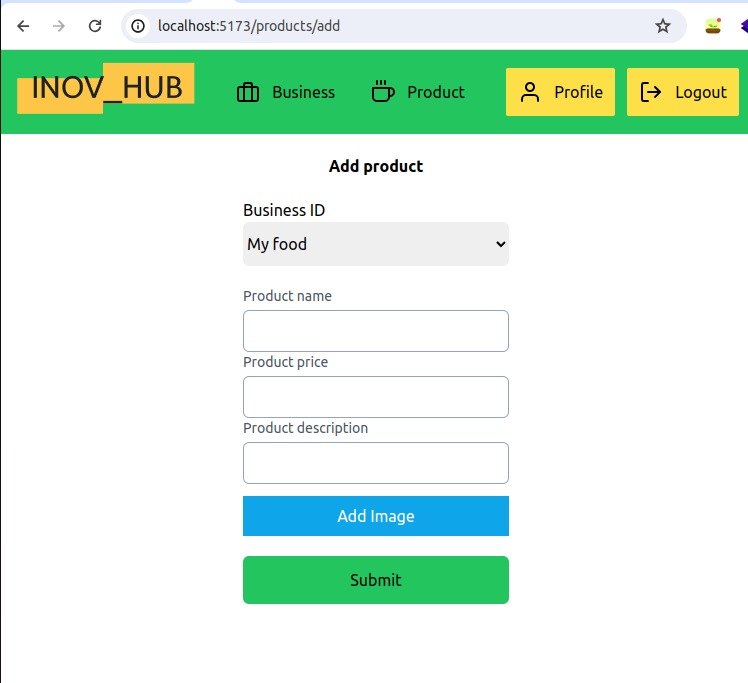 localhost:5173/products/add
INOV_HUB
Business
Product
Profile
Logout
Add product
Business ID
My food
Product name
Product price
Product description
Add Image
Submit